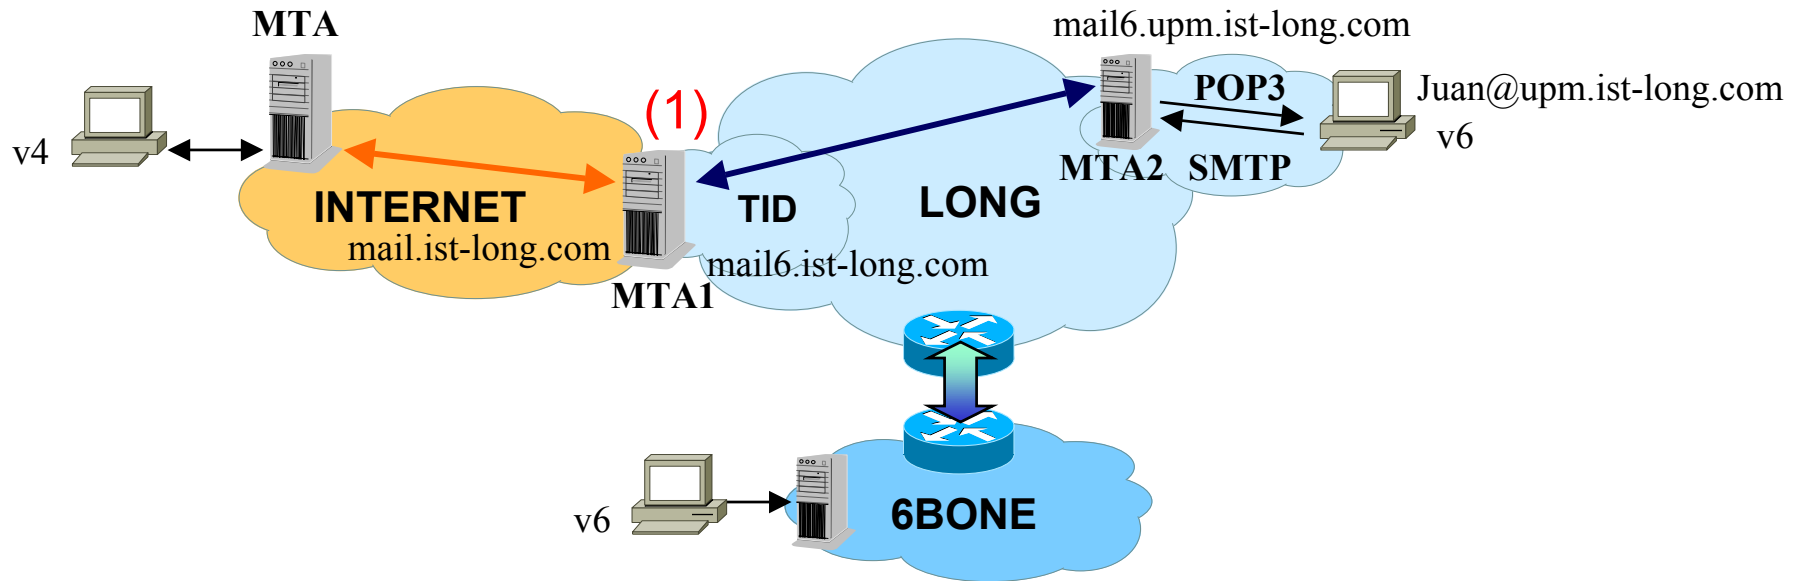 MTA
mail6.upm.ist-long.com
(1)
POP3
Juan@upm.ist-long.com
v4
v6
MTA2
SMTP
INTERNET
TID
LONG
mail.ist-long.com
mail6.ist-long.com
MTA1
v6
6BONE